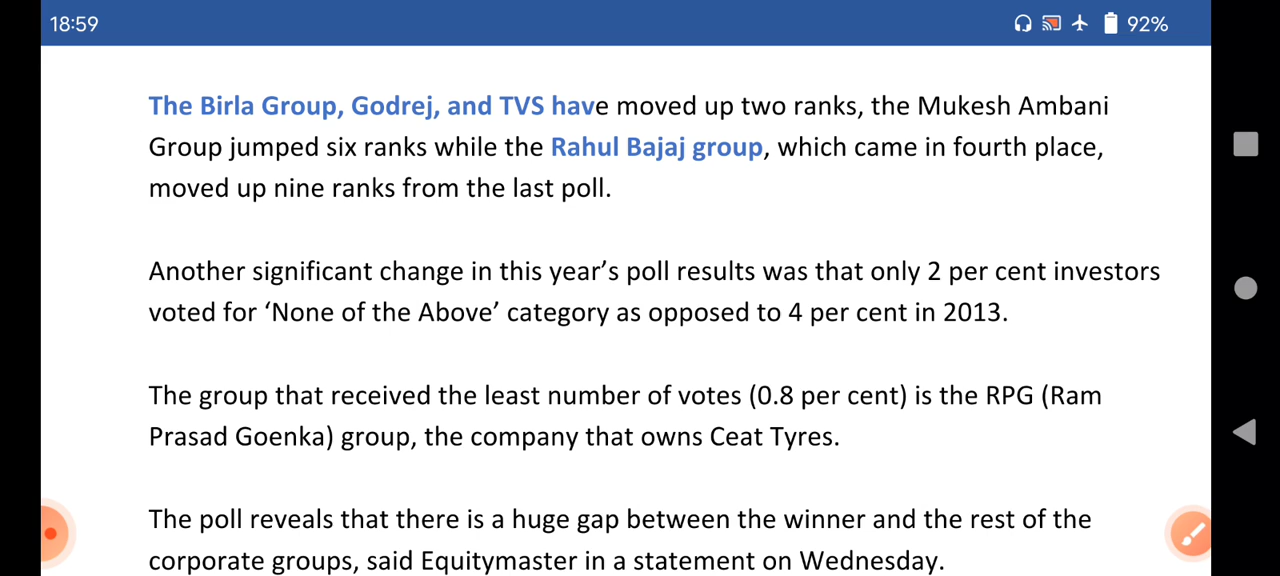 18:59
92%
The Birla Group, Godrej, and TVS have moved up two ranks, the Mukesh Ambani
Group jumped six ranks while the Rahul Bajaj group, which came in fourth place,
moved up nine ranks from the last poll.
Another significant change in this year’s poll results was that only 2 per cent investors
voted for ‘None of the Above’ category as opposed to 4 per cent in 2013.
The group that received the least number of votes (0.8 per cent) is the RPG (Ram
Prasad Goenka) group, the company that owns Ceat Tyres.
The poll reveals that there is a huge gap between the winner and the rest of the
corporate groups, said Equitymaster in a statement on Wednesday.